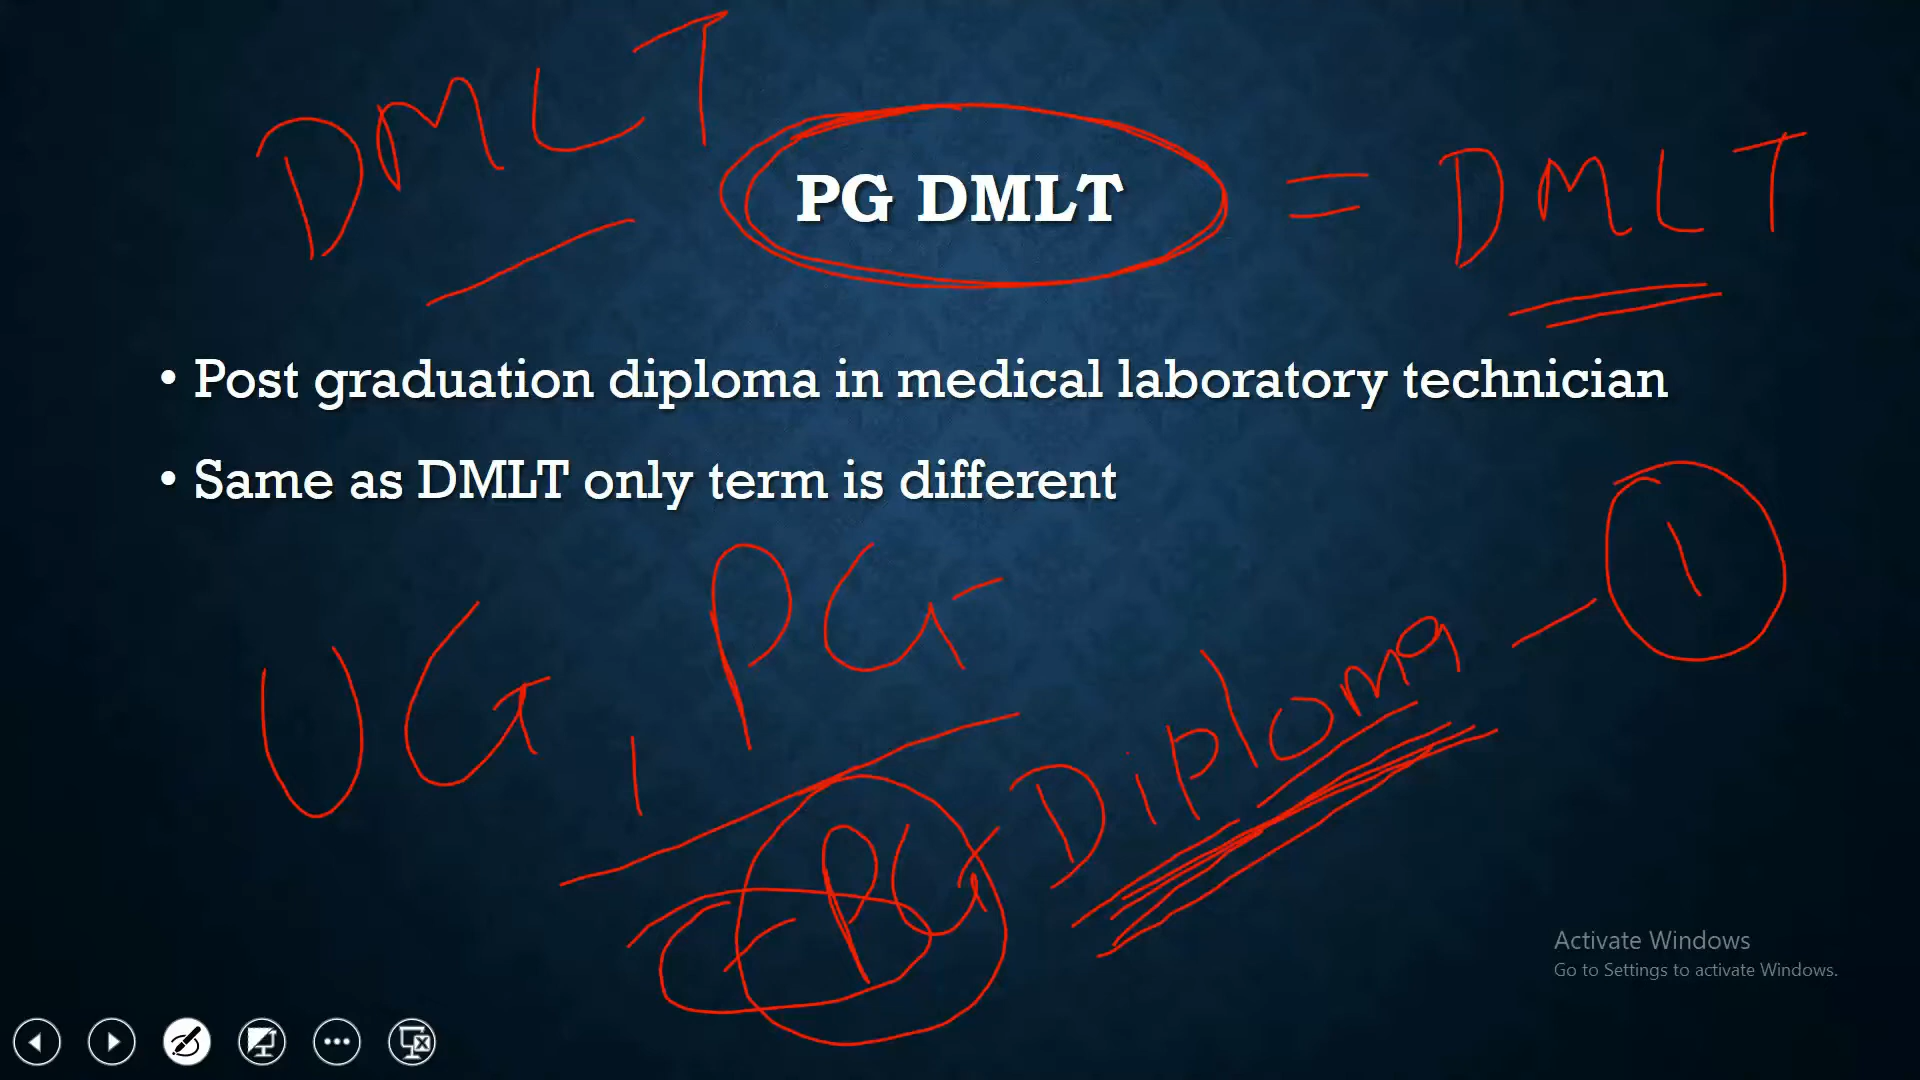 DMLT
PG DMLT = DMLT
• Post graduation diploma in medical laboratory technician
• Same as DMLT only term is different
UG, PG
PG Diploma - 1
Activate Windows
Go to Settings to activate Windows.